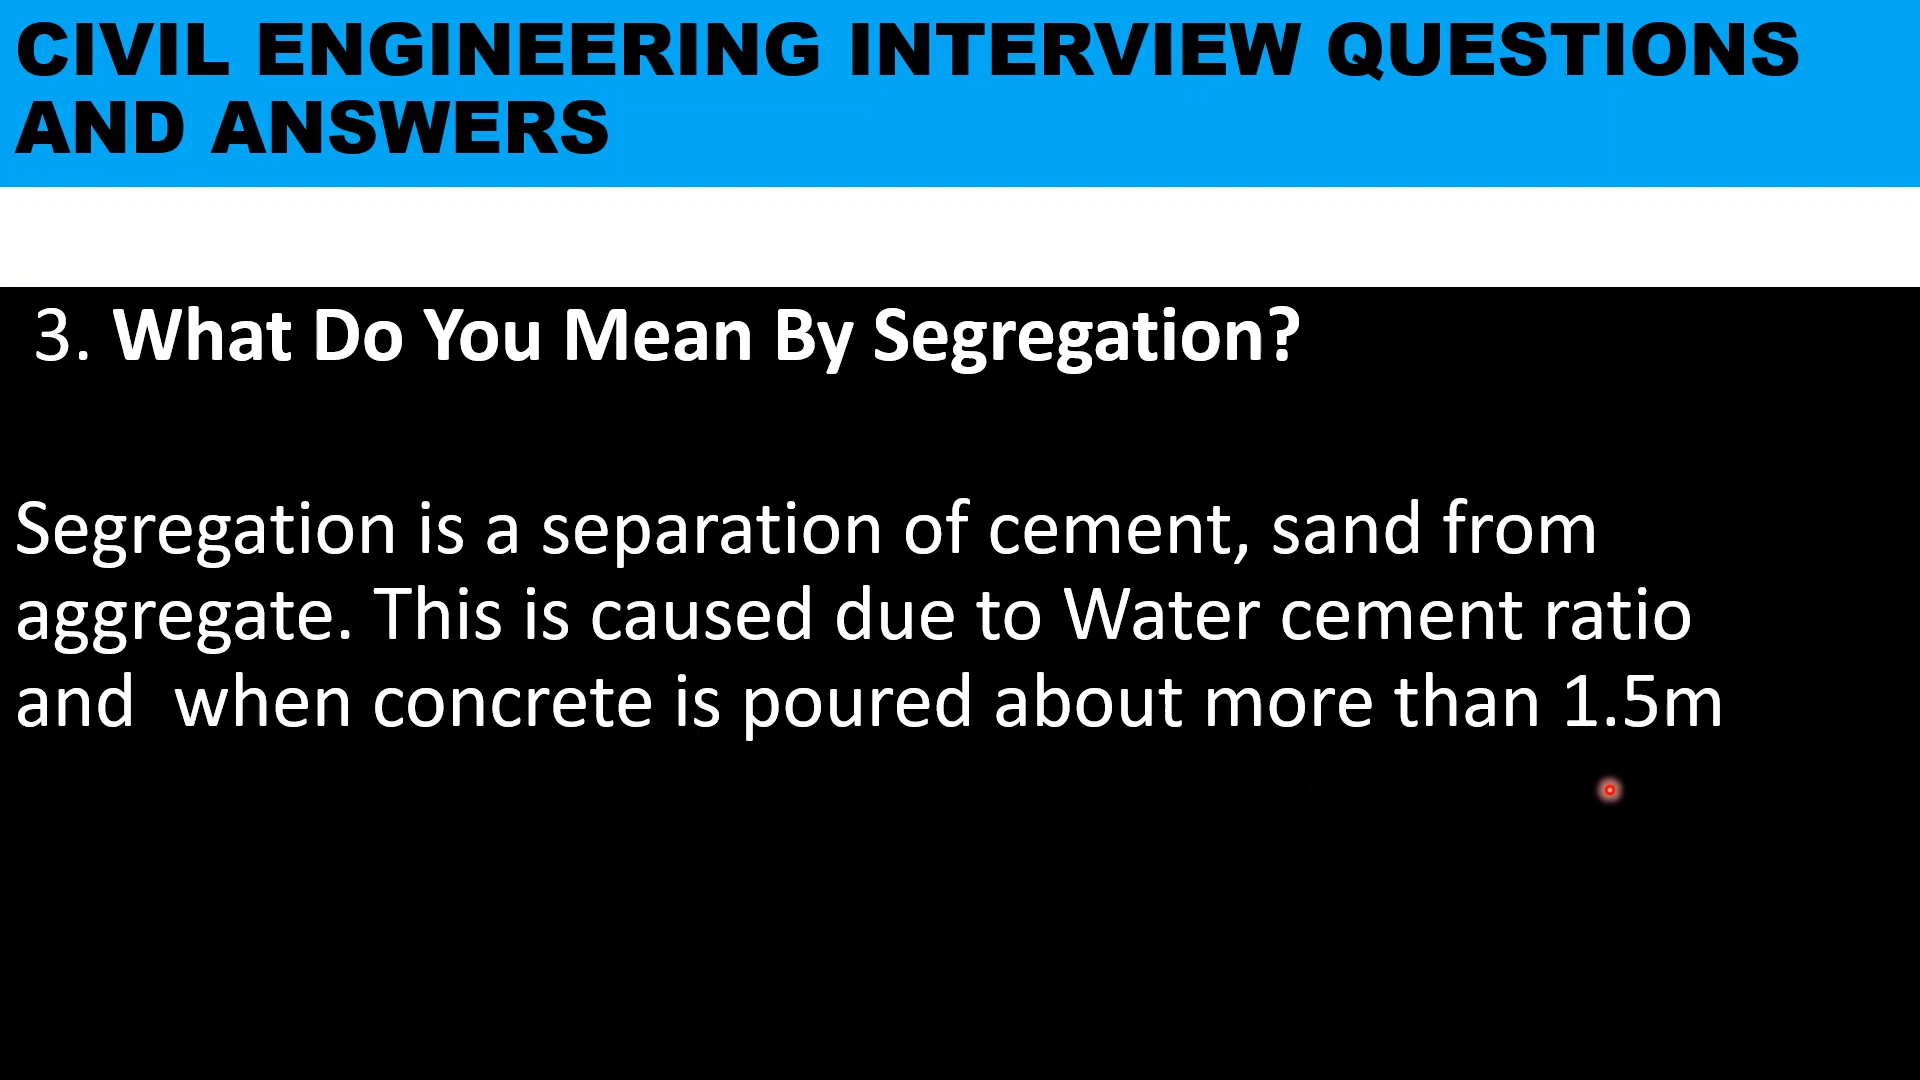 CIVIL ENGINEERING INTERVIEW QUESTIONS
AND ANSWERS
3. What Do You Mean By Segregation?
Segregation is a separation of cement, sand from
aggregate. This is caused due to Water cement ratio
and  when concrete is poured about more than 1.5m